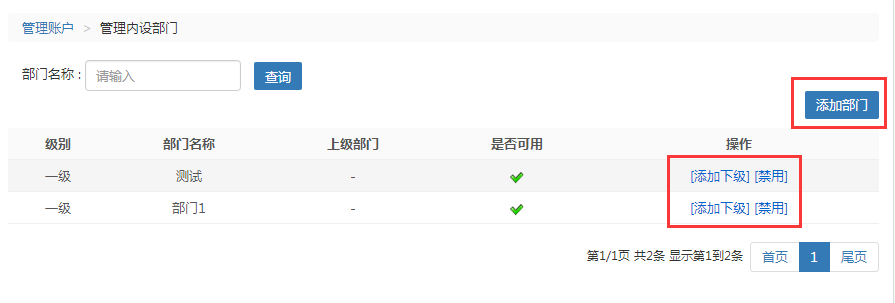 管理账户 > 管理内设部门
部门名称 : 请输入 查询
添加部门
级别 部门名称 上级部门 是否可用 操作
一级 测试 - [添加下级] [禁用]
一级 部门1 - [添加下级] [禁用]
第1/1页 共2条 显示第1到2条 首页 1 尾页